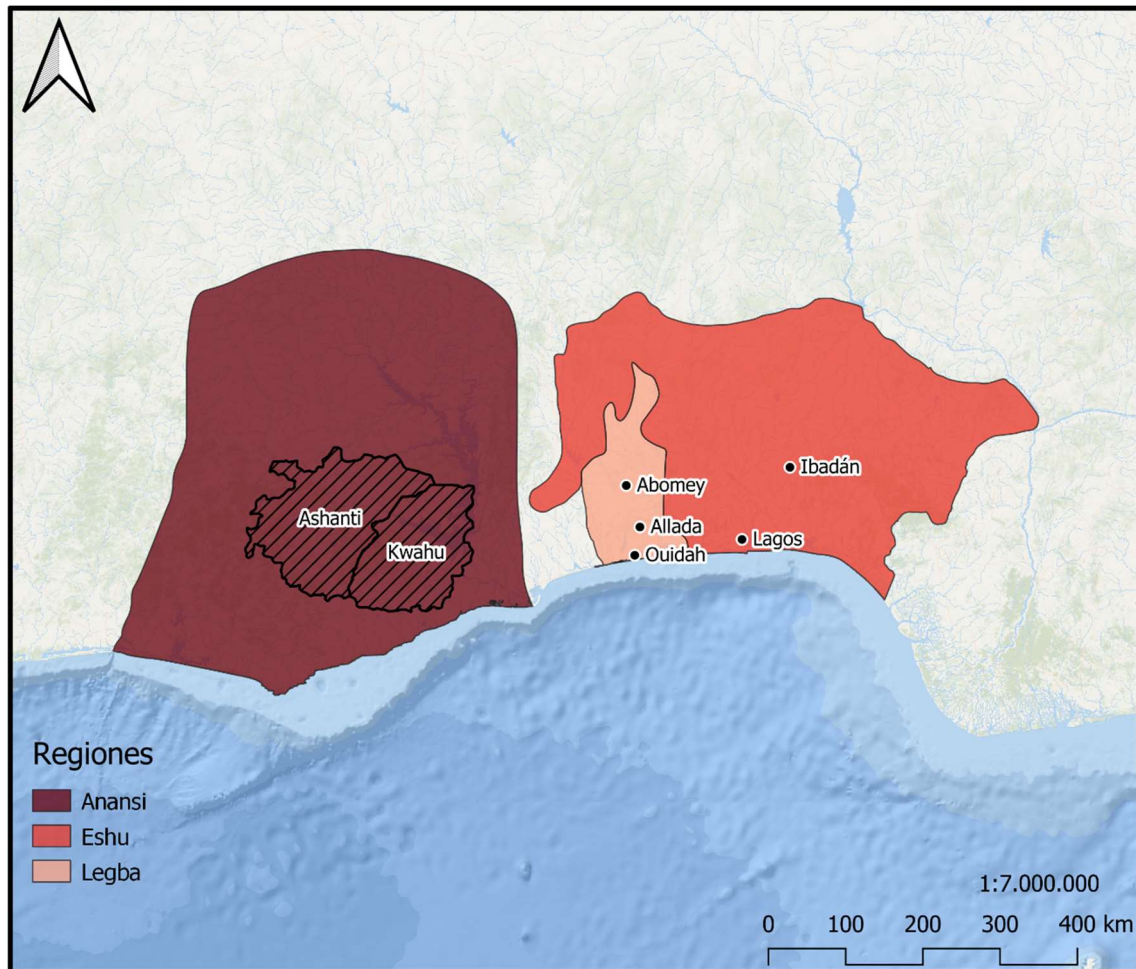 Ibadán
Abomey
Ashanti
Allada
Lagos
Kwahu
Ouidah
Regiones
Anansi
Eshu
Legba
1:7.000.000
0 100 200 300 400 km